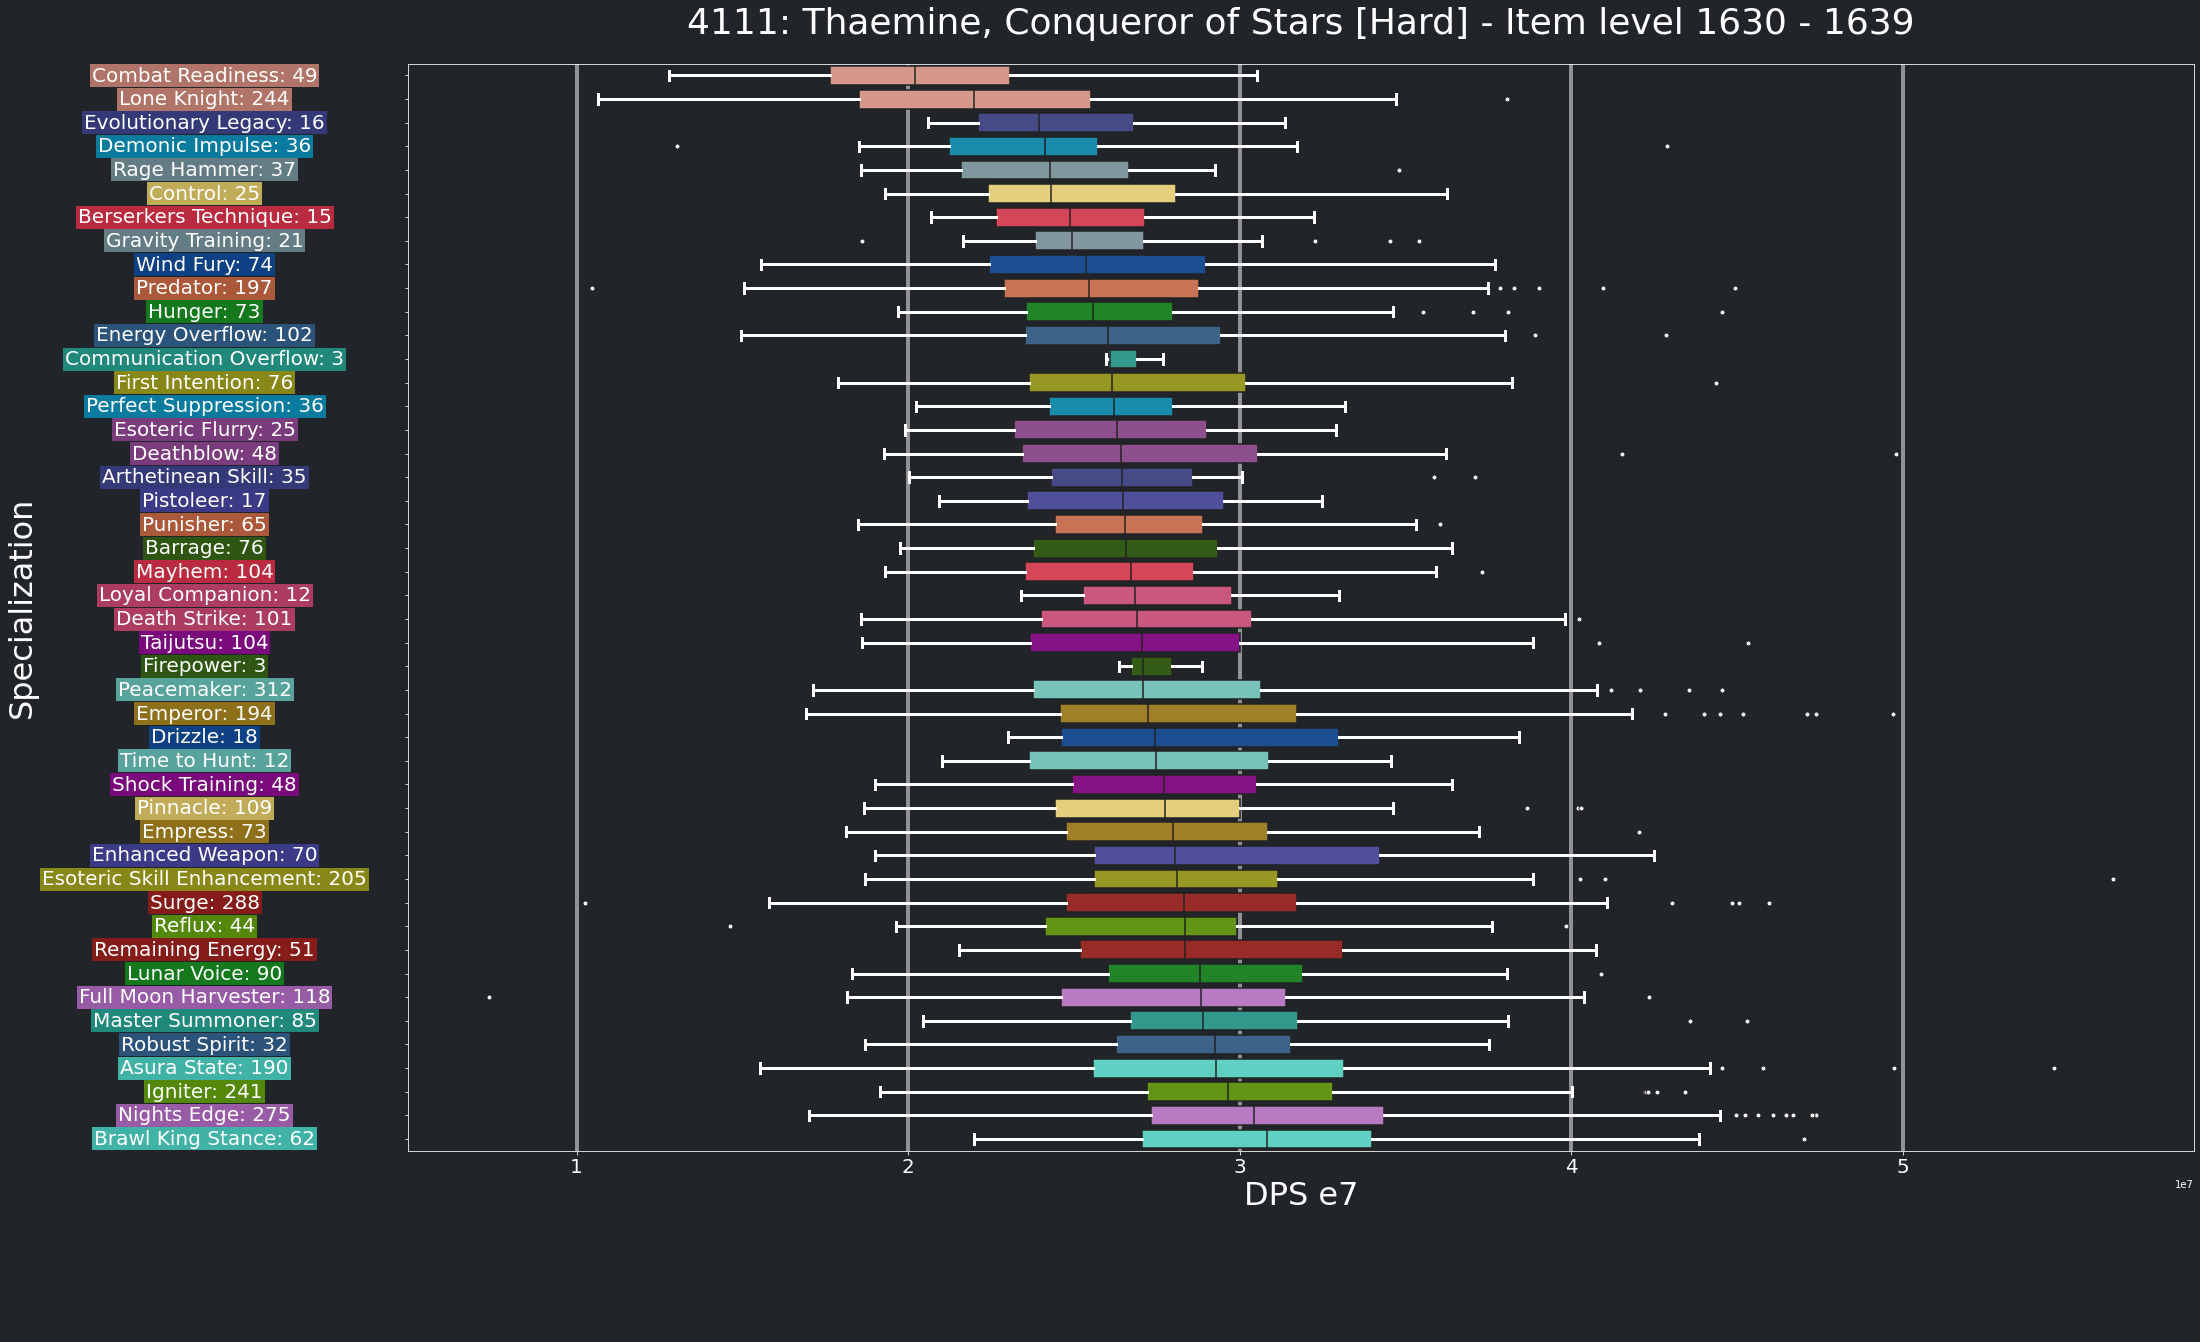 4111: Thaemine, Conqueror of Stars [Hard] - Item level 1630 - 1639
Specialization
Combat Readiness: 49
Lone Knight: 244
Evolutionary Legacy: 16
Demonic Impulse: 36
Rage Hammer: 37
Control: 25
Berserkers Technique: 15
Gravity Training: 21
Wind Fury: 74
Predator: 197
Hunger: 73
Energy Overflow: 102
Communication Overflow: 3
First Intention: 76
Perfect Suppression: 36
Esoteric Flurry: 25
Deathblow: 48
Arthetinean Skill: 35
Pistoleer: 17
Punisher: 65
Barrage: 76
Mayhem: 104
Loyal Companion: 12
Death Strike: 101
Taijutsu: 104
Firepower: 3
Peacemaker: 312
Emperor: 194
Drizzle: 18
Time to Hunt: 12
Shock Training: 48
Pinnacle: 109
Empress: 73
Enhanced Weapon: 70
Esoteric Skill Enhancement: 205
Surge: 288
Reflux: 44
Remaining Energy: 51
Lunar Voice: 90
Full Moon Harvester: 118
Master Summoner: 85
Robust Spirit: 32
Asura State: 190
Igniter: 241
Nights Edge: 275
Brawl King Stance: 62
1 2 3 4 5
1e7
DPS e7